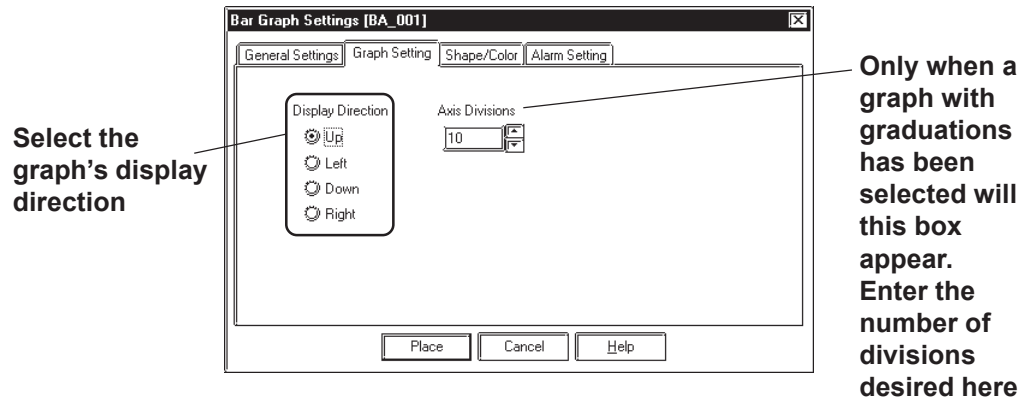 Bar Graph Settings [BA_001]
General Settings Graph Setting Shape/Color Alarm Setting
Select the
graph's display
direction
Display Direction
Up
Left
Down
Right
Axis Divisions
10
Only when a
graph with
graduations
has been
selected will
this box
appear.
Enter the
number of
divisions
desired here
Place Cancel Help